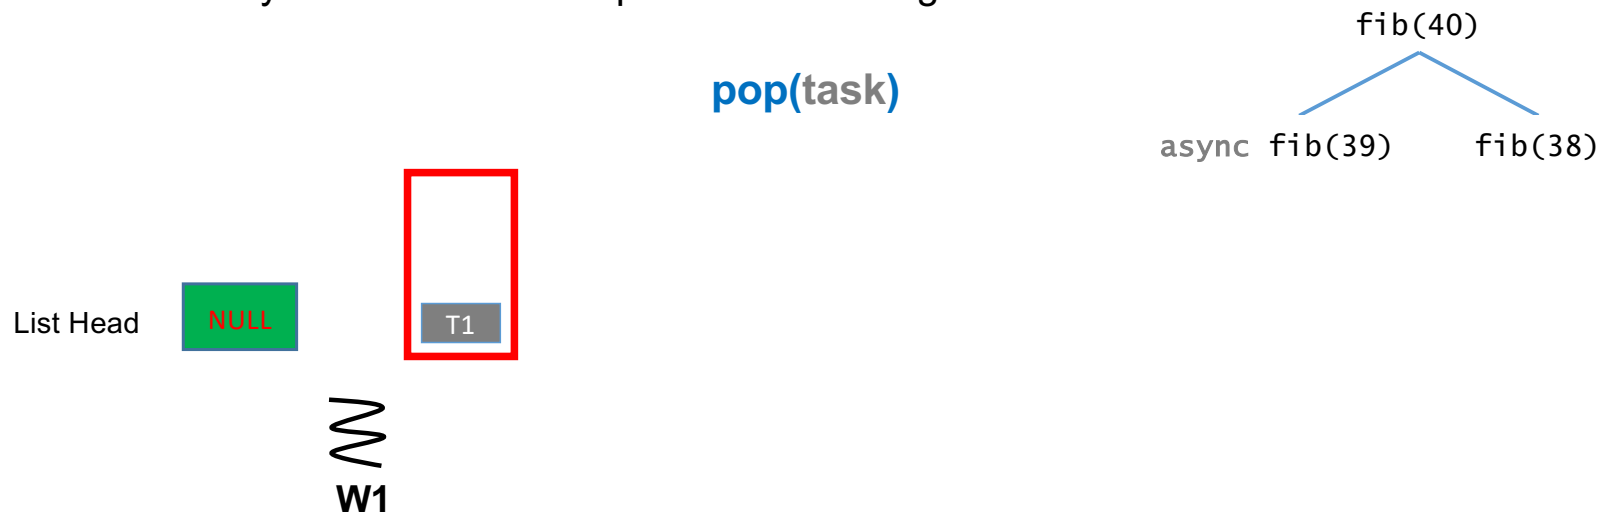 fib(40)
pop(task)
async fib(39) fib(38)
List Head NULL T1
W1